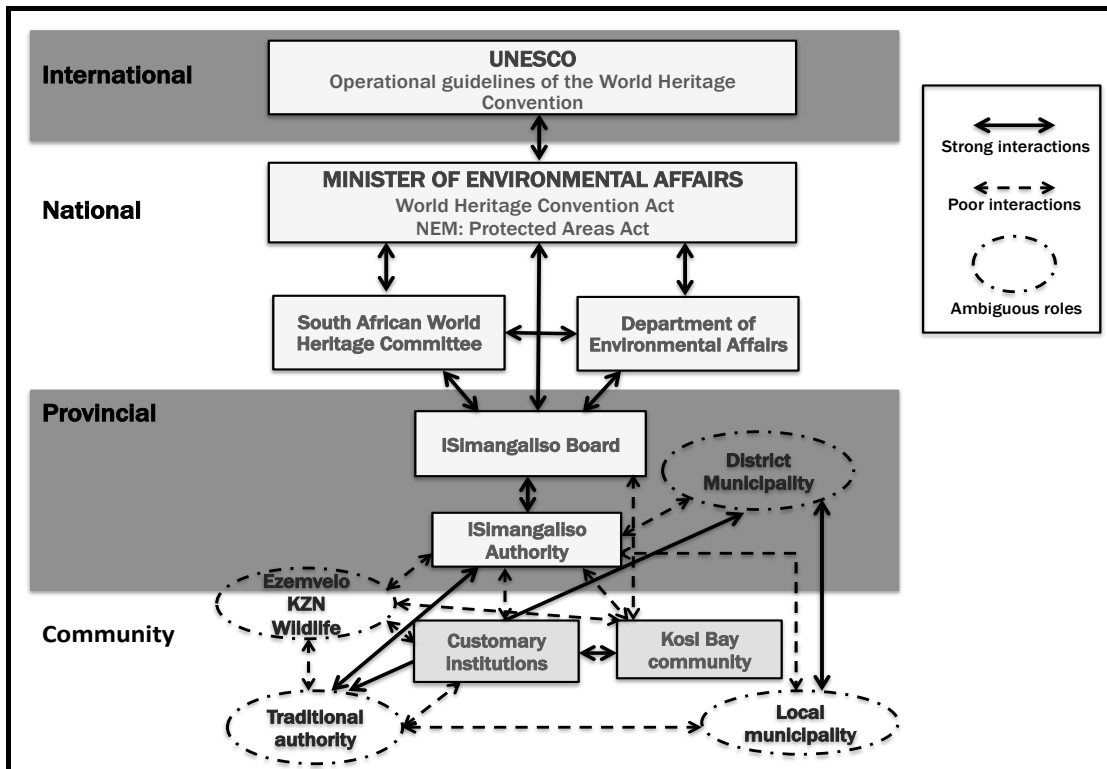 International
UNESCO
Operational guidelines of the World Heritage
Convention
National
MINISTER OF ENVIRONMENTAL AFFAIRS
World Heritage Convention Act
NEM: Protected Areas Act
South African World
Heritage Committee
Department of
Environmental Affairs
Provincial
ISimangaliso Board
District
Municipality
ISimangaliso
Authority
Ezemvelo
KZN
Wildlife
Community
Customary
institutions
Kosi Bay
community
Traditional
authority
Local
municipality
Strong interactions
Poor interactions
Ambiguous roles